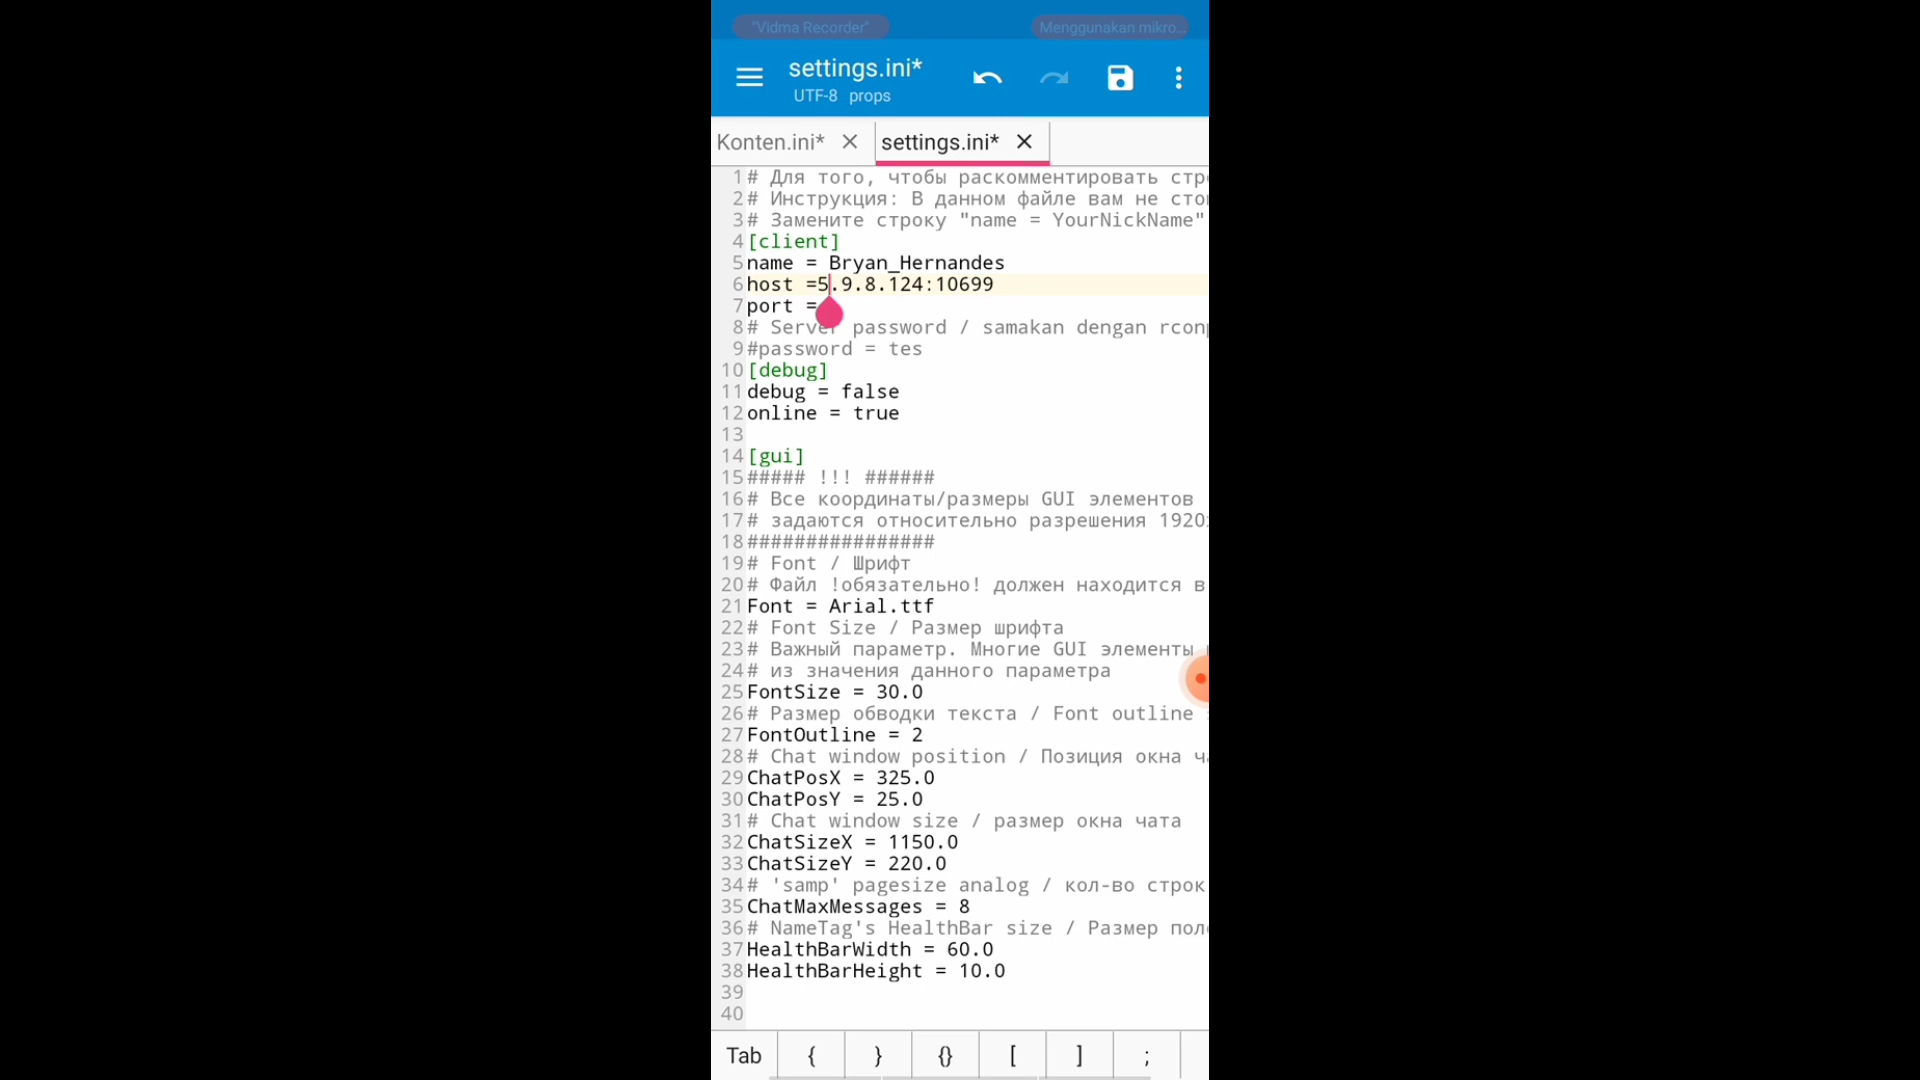 "Vidma Recorder"
Menggunakan mikro...
settings.ini*
UTF-8 props
Konten.ini*
settings.ini*
1 # Для того, чтобы раскомментировать
2 # Инструкция: В данном файле вам не
3 # Замените строку "name = YourNickName"
4 [client]
5 name = Bryan_Hernandes
6 host =5.9.8.124:10699
7 port =
8 # Server password / samakan dengan
9 #password = tes
10 [debug]
11 debug = false
12 online = true
13
14 [gui]
15 ##### !!! ######
16 # Все координаты/размеры GUI элементов
17 # задаются относительно разрешения 1920
18 ################
19 # Font / Шрифт
20 # Файл !обязательно! должен находится в
21 Font = Arial.ttf
22 # Font Size / Размер шрифта
23 # Важный параметр. Многие GUI элементы
24 # из значения данного параметра
25 FontSize = 30.0
26 # Размер обводки текста / Font outline
27 FontOutline = 2
28 # Chat window position / Позиция окна
29 ChatPosX = 325.0
30 ChatPosY = 25.0
31 # Chat window size / размер окна чата
32 ChatSizeX = 1150.0
33 ChatSizeY = 220.0
34 # 'samp' pagesize analog / кол-во строк
35 ChatMaxMessages = 8
36 # NameTag's HealthBar size / Размер
37 HealthBarWidth = 60.0
38 HealthBarHeight = 10.0
39
40
Tab { } {} [ ] ;